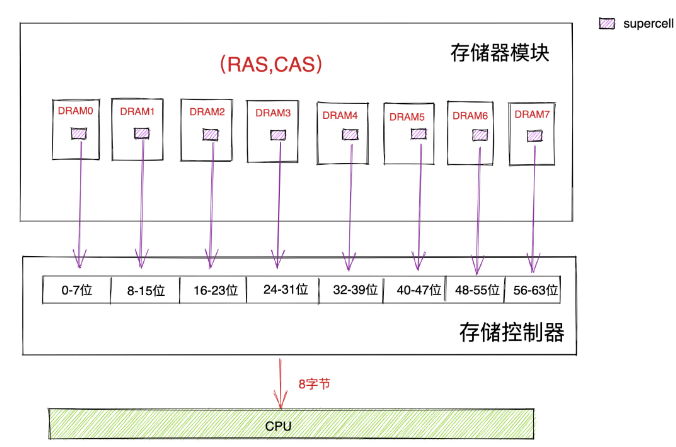 supercell
存储器模块
(RAS,CAS)
DRAM0 DRAM1 DRAM2 DRAM3 DRAM4 DRAM5 DRAM6 DRAM7
0-7位 8-15位 16-23位 24-31位 32-39位 40-47位 48-55位 56-63位
存储控制器
8字节
CPU